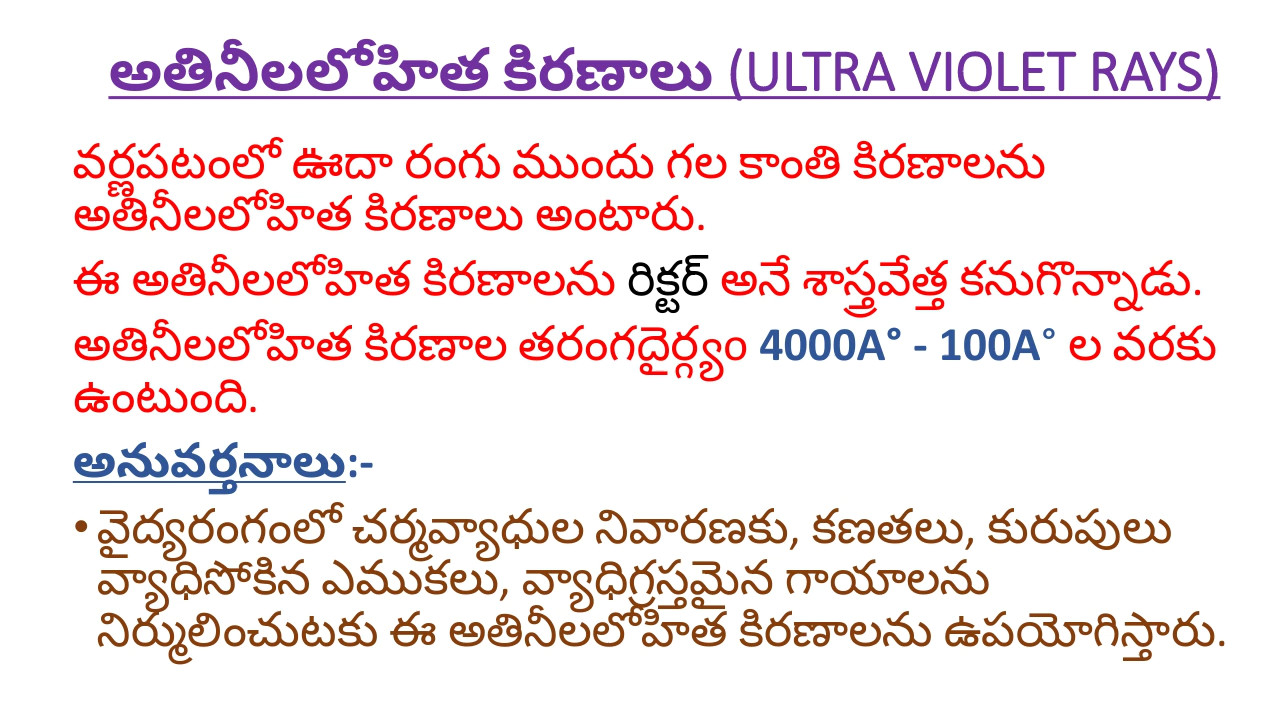 అతినీలలోహిత కిరణాలు (ULTRA VIOLET RAYS)
వర్ణపటంలో ఊదా రంగు ముందు గల కాంతి కిరణాలను
అతినీలలోహిత కిరణాలు అంటారు.
ఈ అతినీలలోహిత కిరణాలను రిక్టర్ అనే శాస్త్రవేత్త కనుగొన్నాడు.
అతినీలలోహిత కిరణాల తరంగదైర్గ్యం 4000A° - 100A° ల వరకు
ఉంటుంది.
అనువర్తనాలు:-
• వైద్యరంగంలో చర్మవ్యాధుల నివారణకు, కణతలు, కురుపులు
వ్యాధిసోకిన ఎముకలు, వ్యాధిగ్రస్తమైన గాయాలను
నిర్ములించుటకు ఈ అతినీలలోహిత కిరణాలను ఉపయోగిస్తారు.